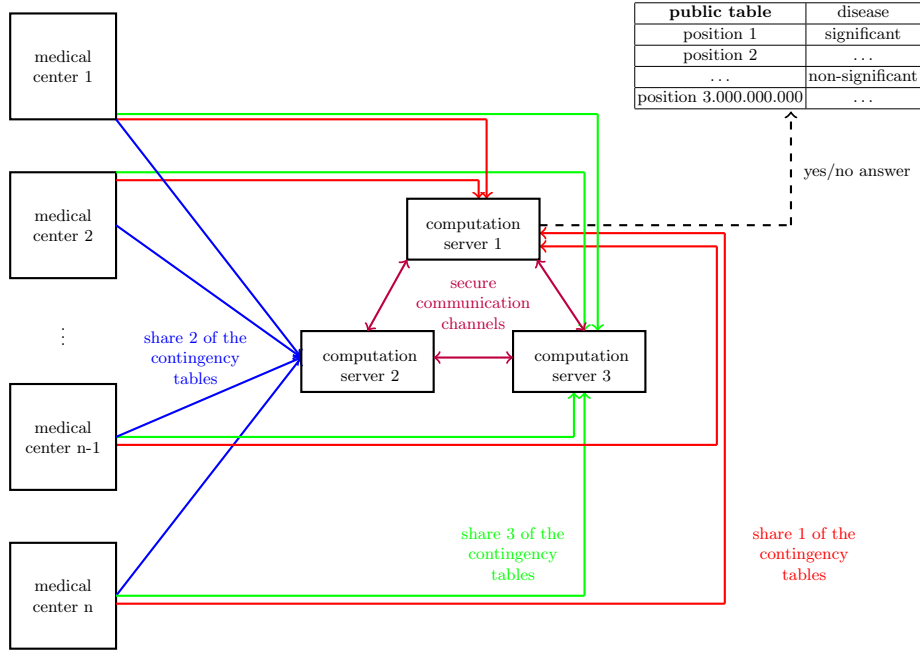 public table disease
position 1 significant
position 2 ...
... non-significant
position 3.000.000.000 ...
yes/no answer
medical
center 1
medical
center 2
⋮
medical
center n-1
medical
center n
computation
server 1
secure
communication
channels
computation
server 2
computation
server 3
share 2 of the
contingency
tables
share 3 of the
contingency
tables
share 1 of the
contingency
tables